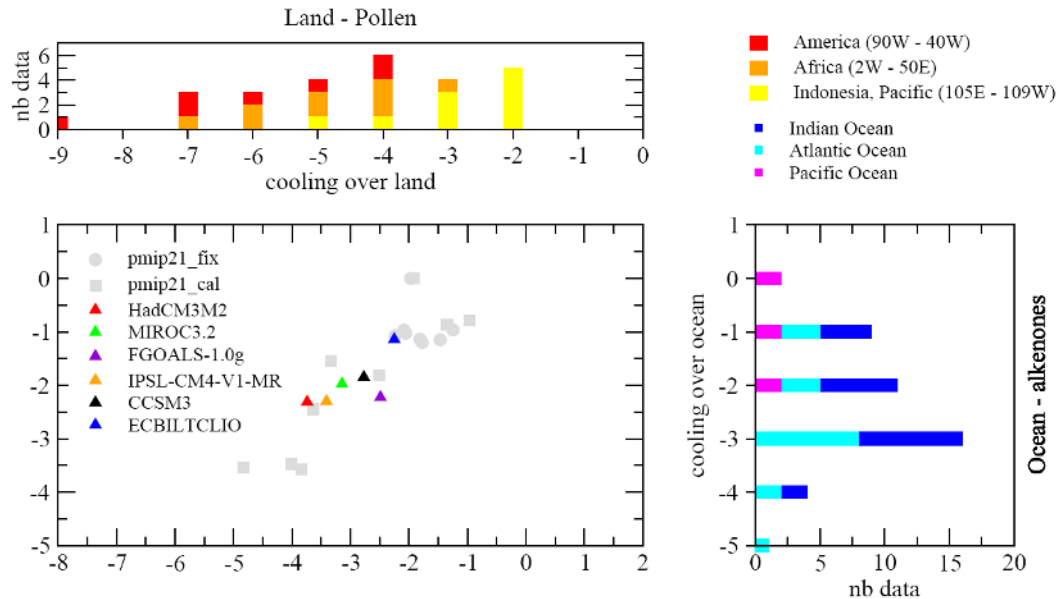 Land - Pollen
nb data
6
4
2
0
-9 -8 -7 -6 -5 -4 -3 -2 -1 0
cooling over land
America (90W - 40W)
Africa (2W - 50E)
Indonesia, Pacific (105E - 109W)
Indian Ocean
Atlantic Ocean
Pacific Ocean
1
0
-1
-2
-3
-4
-5
pmip21_fix
pmip21_cal
HadCM3M2
MIROC3.2
FGOALS-1.0g
IPSL-CM4-V1-MR
CCSM3
ECBILTCLIO
-8 -7 -6 -5 -4 -3 -2 -1 0 1 2
cooling over ocean
1
0
-1
-2
-3
-4
-5
0 5 10 15 20
nb data
Ocean - alkenones